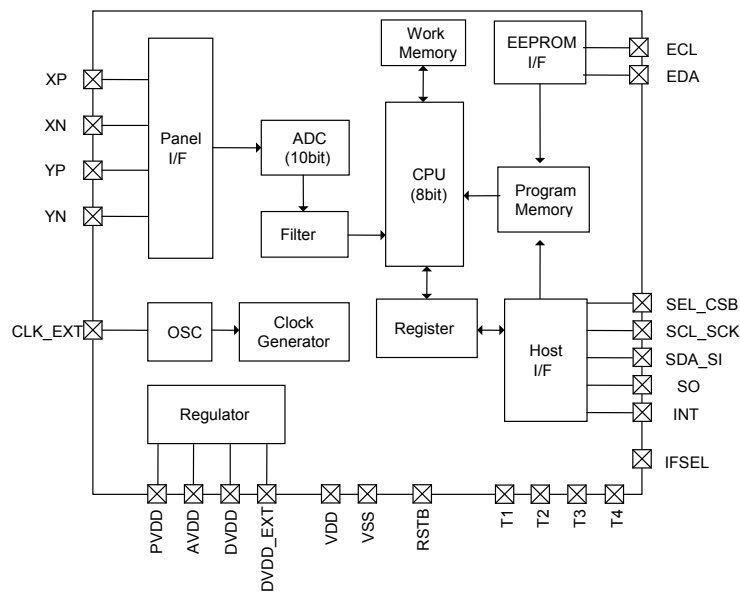 Work
Memory
EEPROM
I/F
ECL
EDA
XP
XN
YP
YN
Panel
I/F
ADC
(10bit)
Filter
CPU
(8bit)
Program
Memory
CLK_EXT
OSC
Clock
Generator
Register
Host
I/F
SEL_CSB
SCL_SCK
SDA_SI
SO
INT
IFSEL
Regulator
PVDD
AVDD
DVDD
DVDD_EXT
VDD
VSS
RSTB
T1
T2
T3
T4